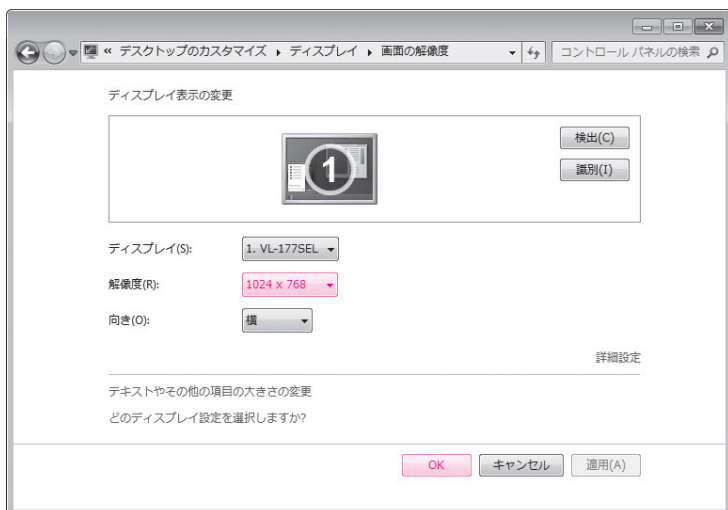 « デスクトップのカスタマイズ ▸ ディスプレイ ▸ 画面の解像度
コントロール パネルの検索
ディスプレイ表示の変更
1
検出(C)
識別(I)
ディスプレイ(S): 1. VL-177SEL
解像度(R): 1024 x 768
向き(O): 横
詳細設定
テキストやその他の項目の大きさの変更
どのディスプレイ設定を選択しますか?
OK キャンセル 適用(A)